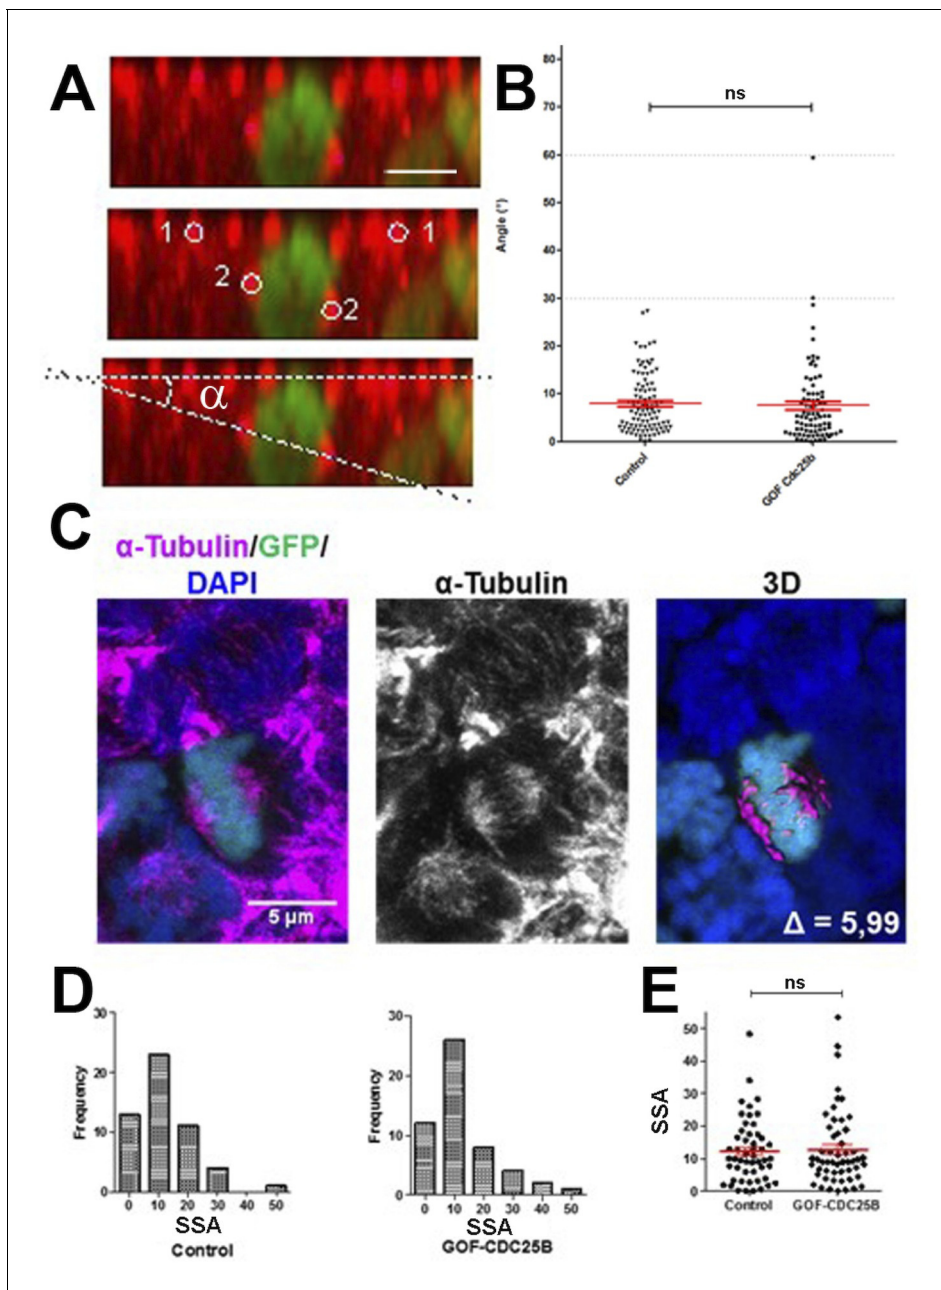 A
1
1
2
2
α
B
ns
80
70
60
50
40
30
20
10
0
Angle (°)
Control
GOF Cdc25b
C
α-Tubulin/GFP/
DAPI
α-Tubulin
3D
5 µm
Δ = 5,99
D
30
20
10
0
Frequency
0 10 20 30 40 50
SSA
Control
30
20
10
0
Frequency
0 10 20 30 40 50
SSA
GOF-CDC25B
E
ns
50
40
30
20
10
0
SSA
Control GOF-CDC25B